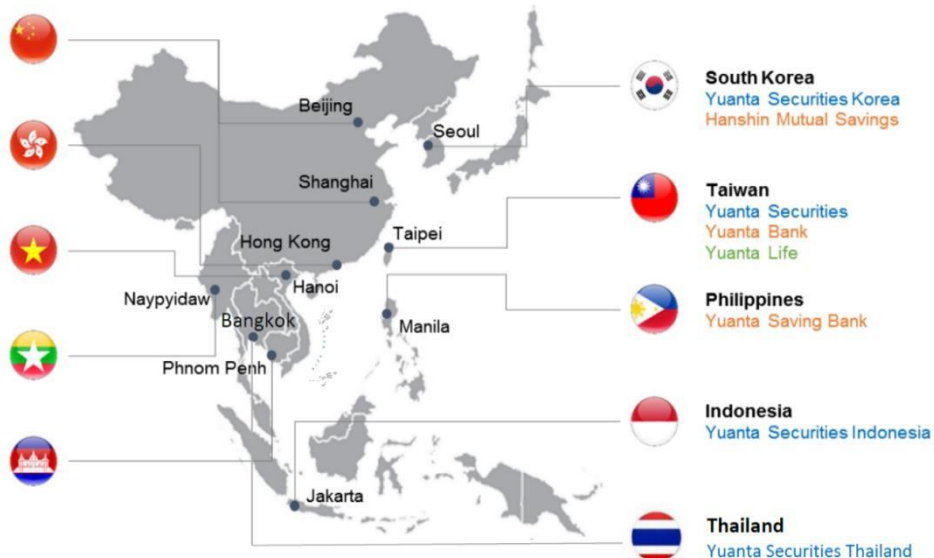 Beijing
Seoul
Shanghai
Hong Kong
Taipei
Hanoi
Naypyidaw
Bangkok
Manila
Phnom Penh
Jakarta
South Korea
Yuanta Securities Korea
Hanshin Mutual Savings
Taiwan
Yuanta Securities
Yuanta Bank
Yuanta Life
Philippines
Yuanta Saving Bank
Indonesia
Yuanta Securities Indonesia
Thailand
Yuanta Securities Thailand